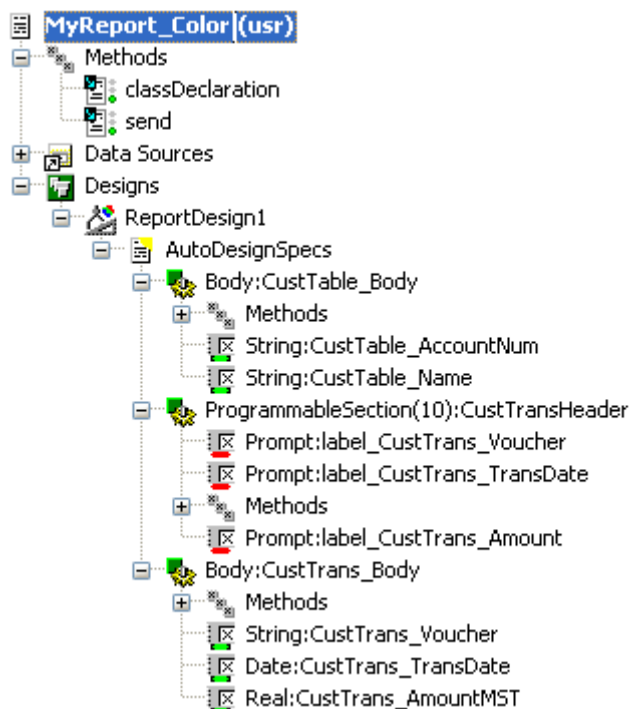 MyReport_Color (usr)
Methods
classDeclaration
send
Data Sources
Designs
ReportDesign1
AutoDesignSpecs
Body:CustTable_Body
Methods
String:CustTable_AccountNum
String:CustTable_Name
ProgrammableSection(10):CustTransHeader
Prompt:label_CustTrans_Voucher
Prompt:label_CustTrans_TransDate
Methods
Prompt:label_CustTrans_Amount
Body:CustTrans_Body
Methods
String:CustTrans_Voucher
Date:CustTrans_TransDate
Real:CustTrans_AmountMST